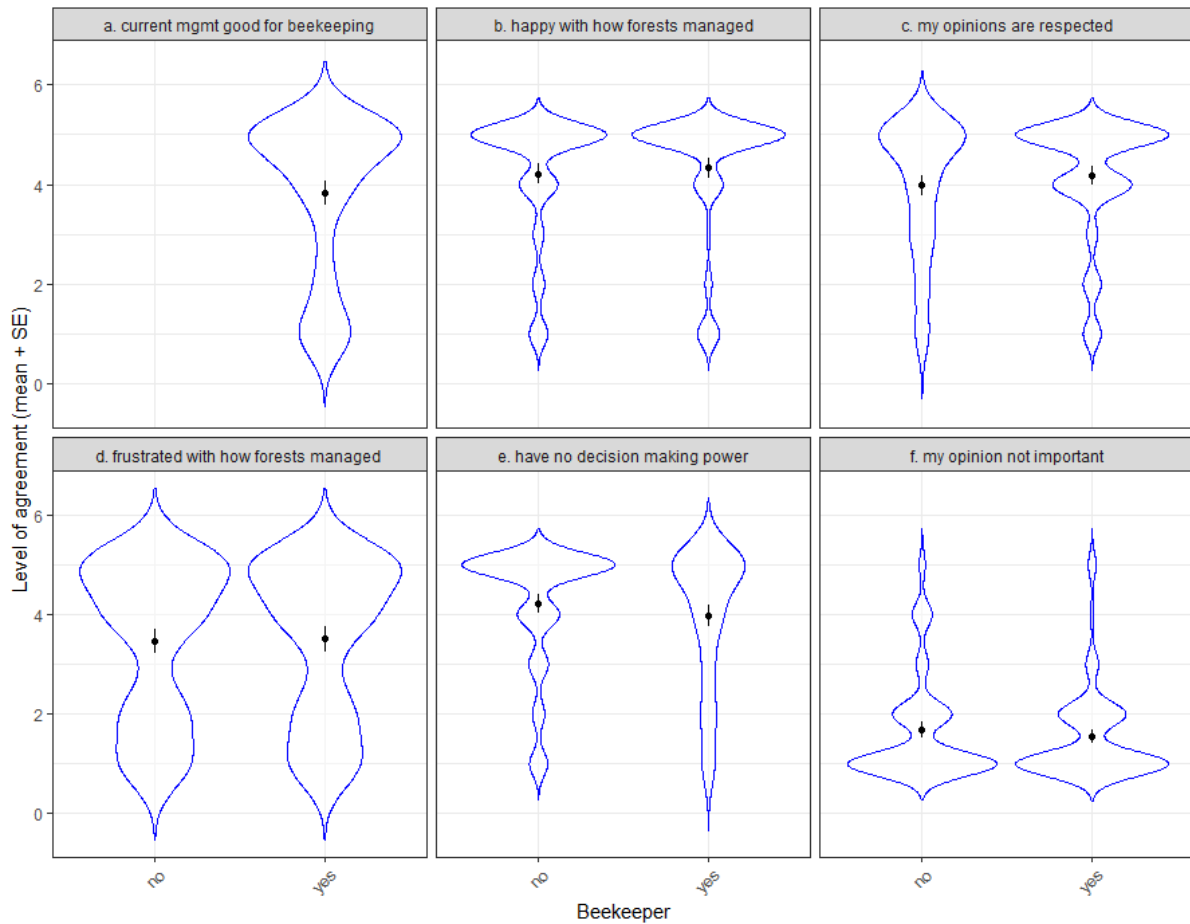 a. current mgmt good for beekeeping
b. happy with how forests managed
c. my opinions are respected
6
4
2
0
d. frustrated with how forests managed
e. have no decision making power
f. my opinion not important
6
4
2
0
Level of agreement (mean + SE)
no
yes
no
yes
no
yes
Beekeeper